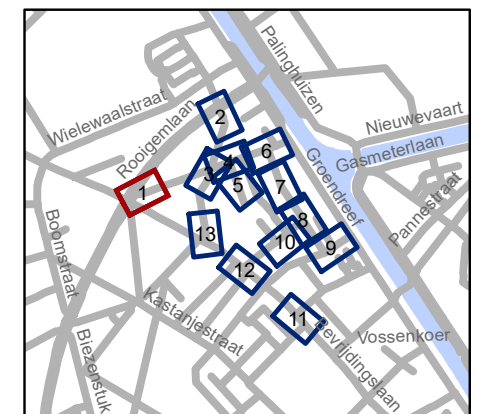 Palinghuizen
Wielewaalstraat
Rooigemlaan
Nieuwevaart
Gasmeterlaan
Groendreef
Pannestraat
2
6
4
3
5
7
1
8
13
10
9
12
Boomstraat
Kastanjestraat
11
Bevrijdingslaan
Vossenkoer
Biezenstuk